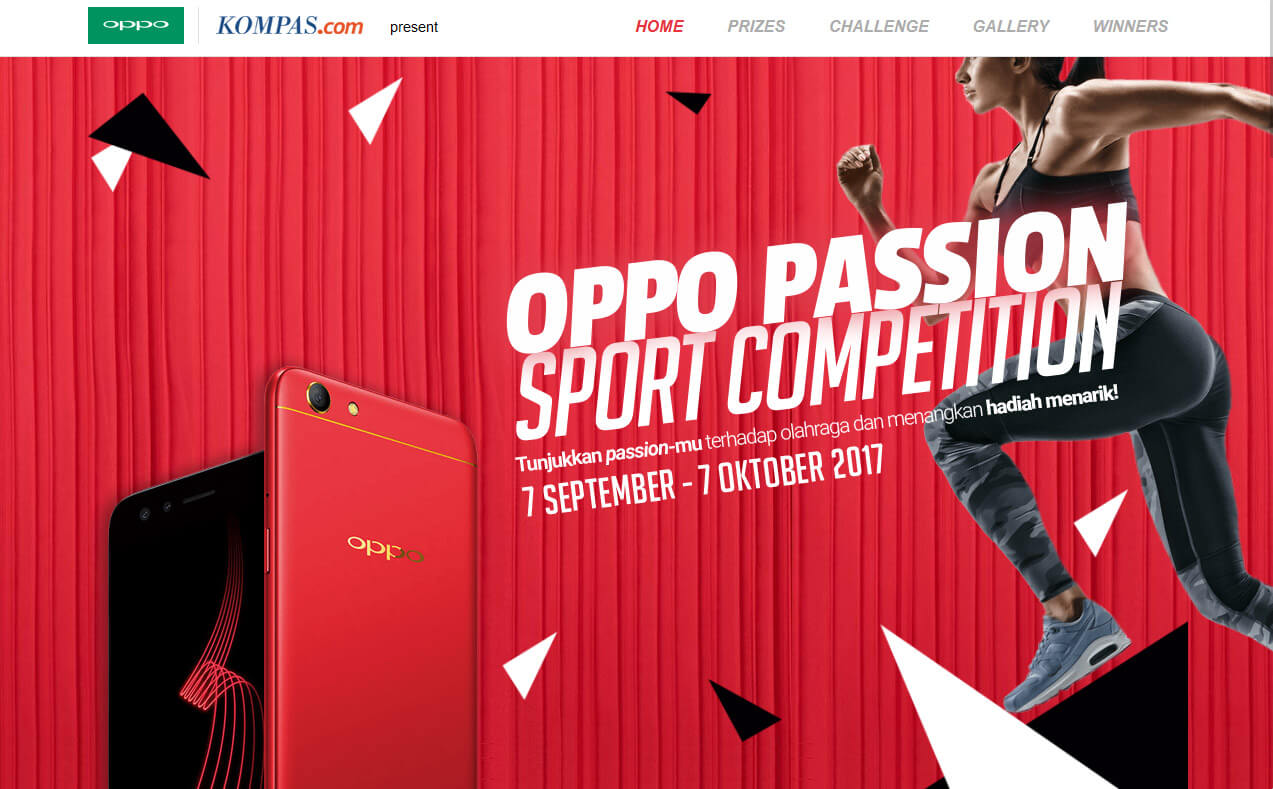 oppo
KOMPAS.com
present
HOME
PRIZES
CHALLENGE
GALLERY
WINNERS
OPPO PASSION
SPORT COMPETITION
Tunjukkan passion-mu terhadap olahraga dan menangkan hadiah menarik!
7 SEPTEMBER - 7 OKTOBER 2017
oppo